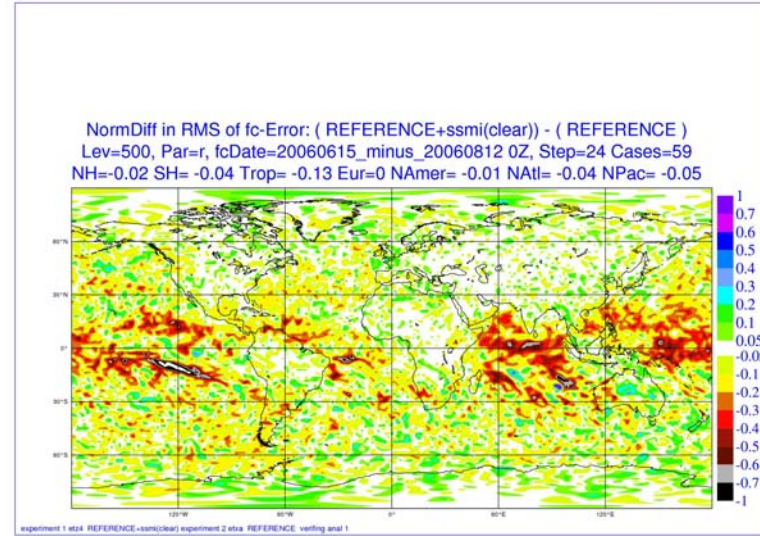 NormDiff in RMS of fc-Error: ( REFERENCE+ssmi(clear)) - ( REFERENCE )
Lev=500, Par=r, fcDate=20060615_minus_20060812 0Z, Step=24 Cases=59
NH=-0.02 SH= -0.04 Trop= -0.13 Eur=0 NAmer= -0.01 NAtl= -0.04 NPac= -0.05
1
0.7
0.6
0.5
0.4
0.3
0.2
0.1
0.05
-0.05
-0.1
-0.2
-0.3
-0.4
-0.5
-0.6
-0.7
-1
60°N
30°N
0°
30°S
60°S
120°W
60°W
0°
60°E
120°E
experiment 1 etz4 REFERENCE+ssmi(clear) experiment 2 etxa REFERENCE verifing anal 1